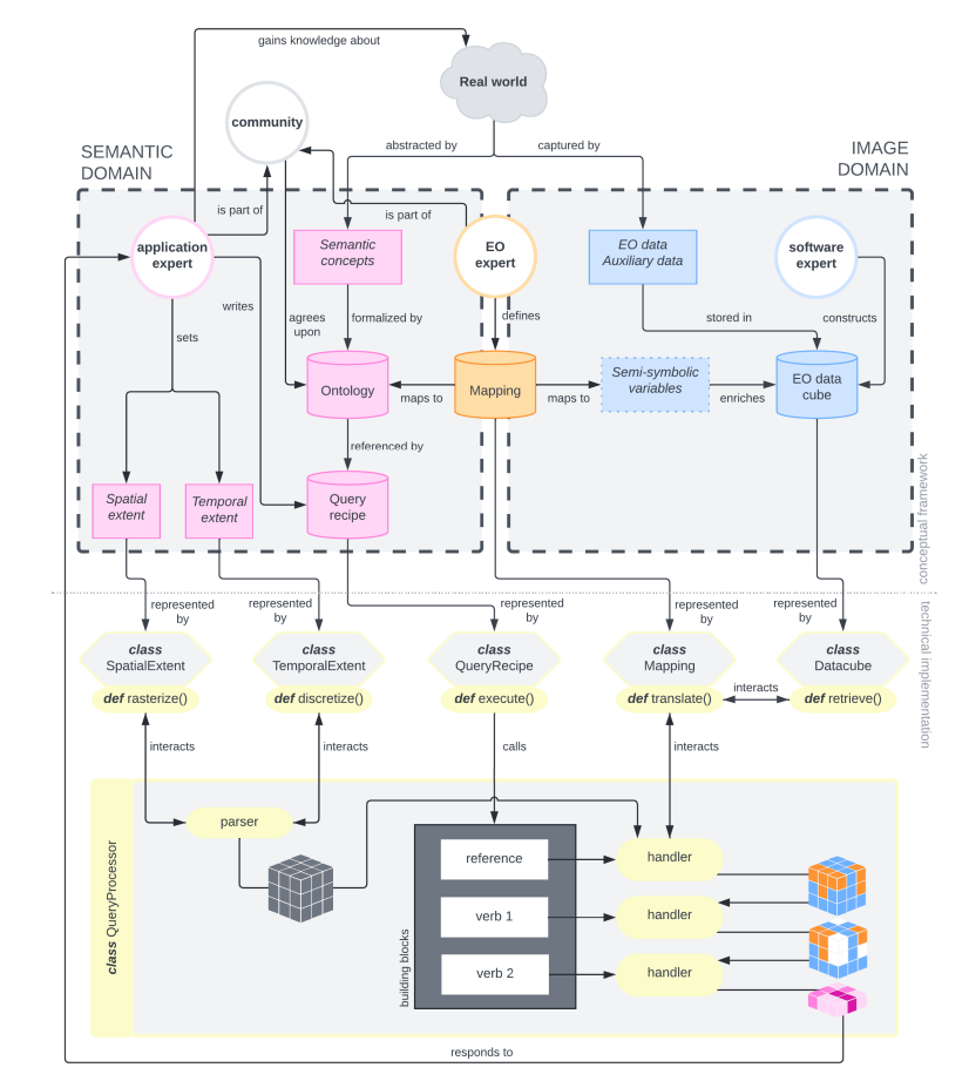 gains knowledge about
Real world
community
SEMANTIC
DOMAIN
abstracted by
captured by
IMAGE
DOMAIN
is part of
is part of
application
expert
Semantic
concepts
EO
expert
EO data
Auxiliary data
software
expert
writes
agrees
upon
formalized by
defines
stored in
constructs
sets
Ontology
maps to
Mapping
maps to
Semi-symbolic
variables
enriches
EO data
cube
referenced by
Spatial
extent
Temporal
extent
Query
recipe
conceptual framework
technical implementation
represented
by
represented
by
represented
by
represented
by
represented
by
class
SpatialExtent
class
TemporalExtent
class
QueryRecipe
class
Mapping
class
Datacube
def rasterize()
def discretize()
def execute()
def translate()
interacts
def retrieve()
interacts
interacts
calls
interacts
class QueryProcessor
parser
building blocks
reference
handler
verb 1
handler
verb 2
handler
responds to